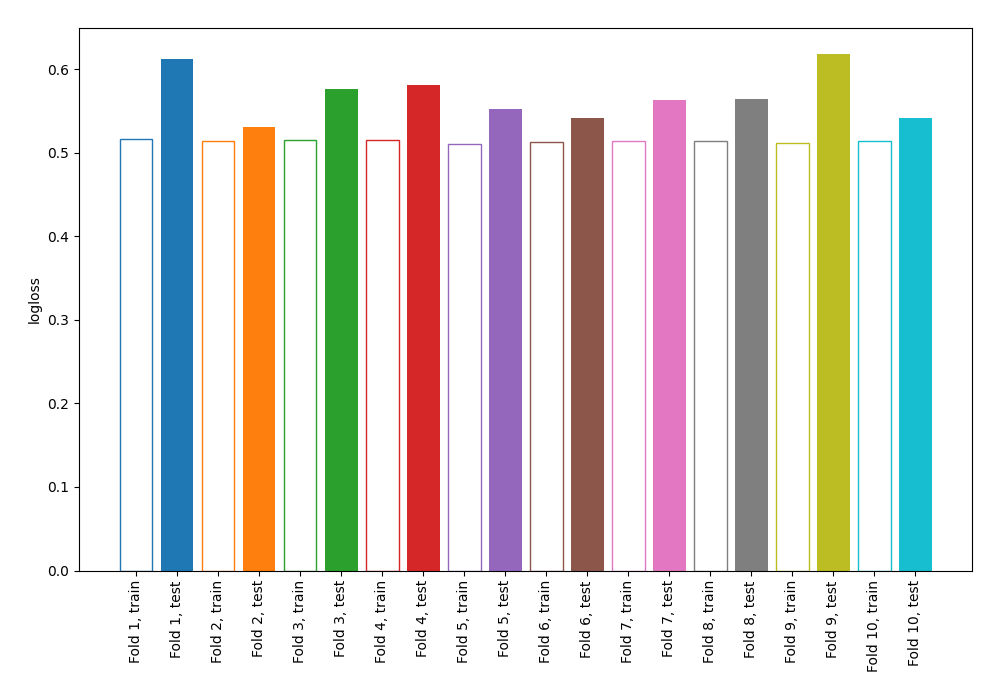 logloss
0.6
0.5
0.4
0.3
0.2
0.1
0.0
Fold 1, train
Fold 1, test
Fold 2, train
Fold 2, test
Fold 3, train
Fold 3, test
Fold 4, train
Fold 4, test
Fold 5, train
Fold 5, test
Fold 6, train
Fold 6, test
Fold 7, train
Fold 7, test
Fold 8, train
Fold 8, test
Fold 9, train
Fold 9, test
Fold 10, train
Fold 10, test